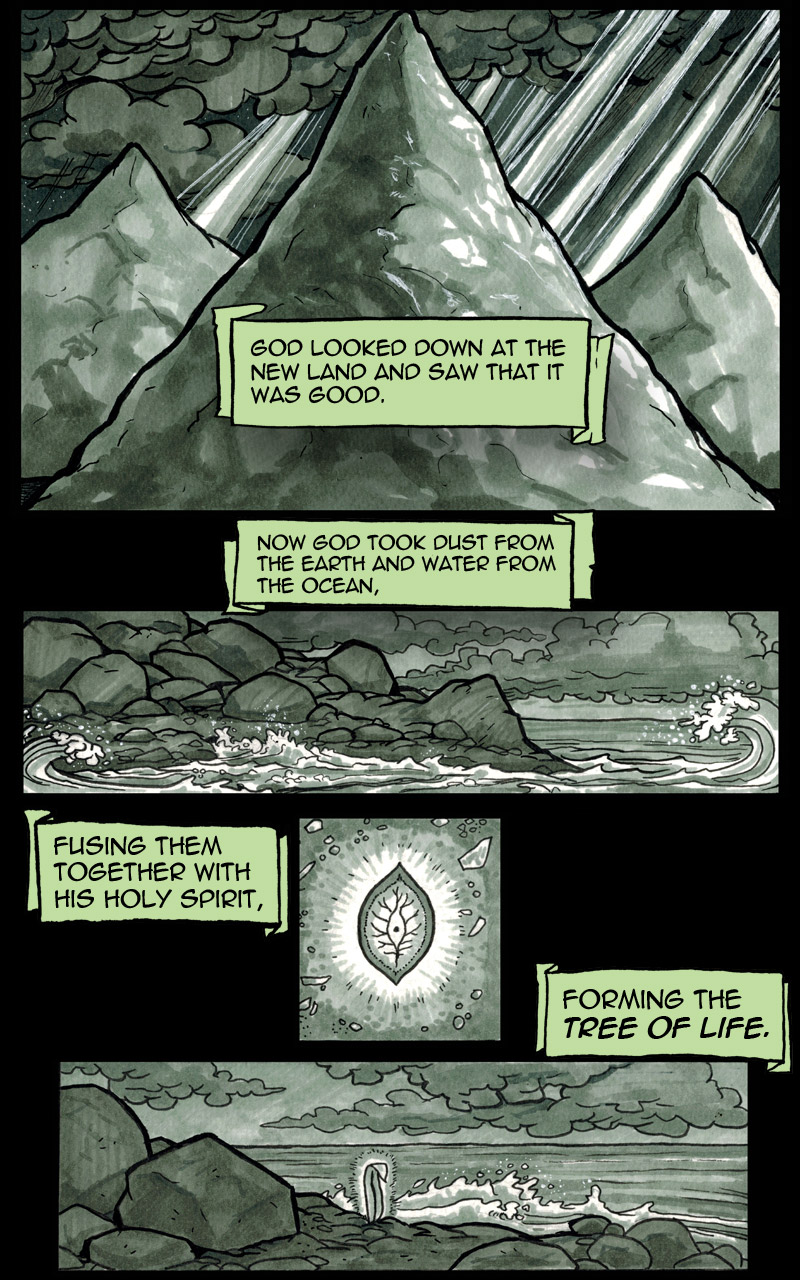 GOD LOOKED DOWN AT THE
NEW LAND AND SAW THAT IT
WAS GOOD.
NOW GOD TOOK DUST FROM
THE EARTH AND WATER FROM
THE OCEAN,
FUSING THEM
TOGETHER WITH
HIS HOLY SPIRIT,
FORMING THE
TREE OF LIFE.